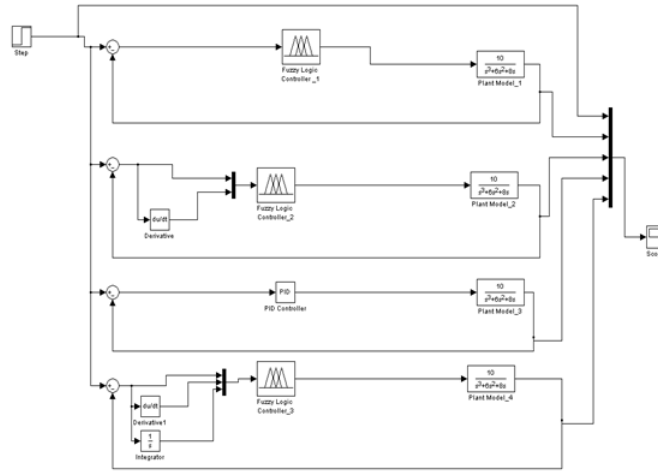 Step
+-
Fuzzy Logic
Controller _1
10
s³+6s²+8s
Plant Model_1
+-
du/dt
Derivative
Fuzzy Logic
Controller_2
10
s³+6s²+8s
Plant Model_2
+-
PID
PID Controller
10
s³+6s²+8s
Plant Model_3
+-
du/dt
Derivative1
1
s
Integrator
Fuzzy Logic
Controller_3
10
s³+6s²+8s
Plant Model_4
Sco